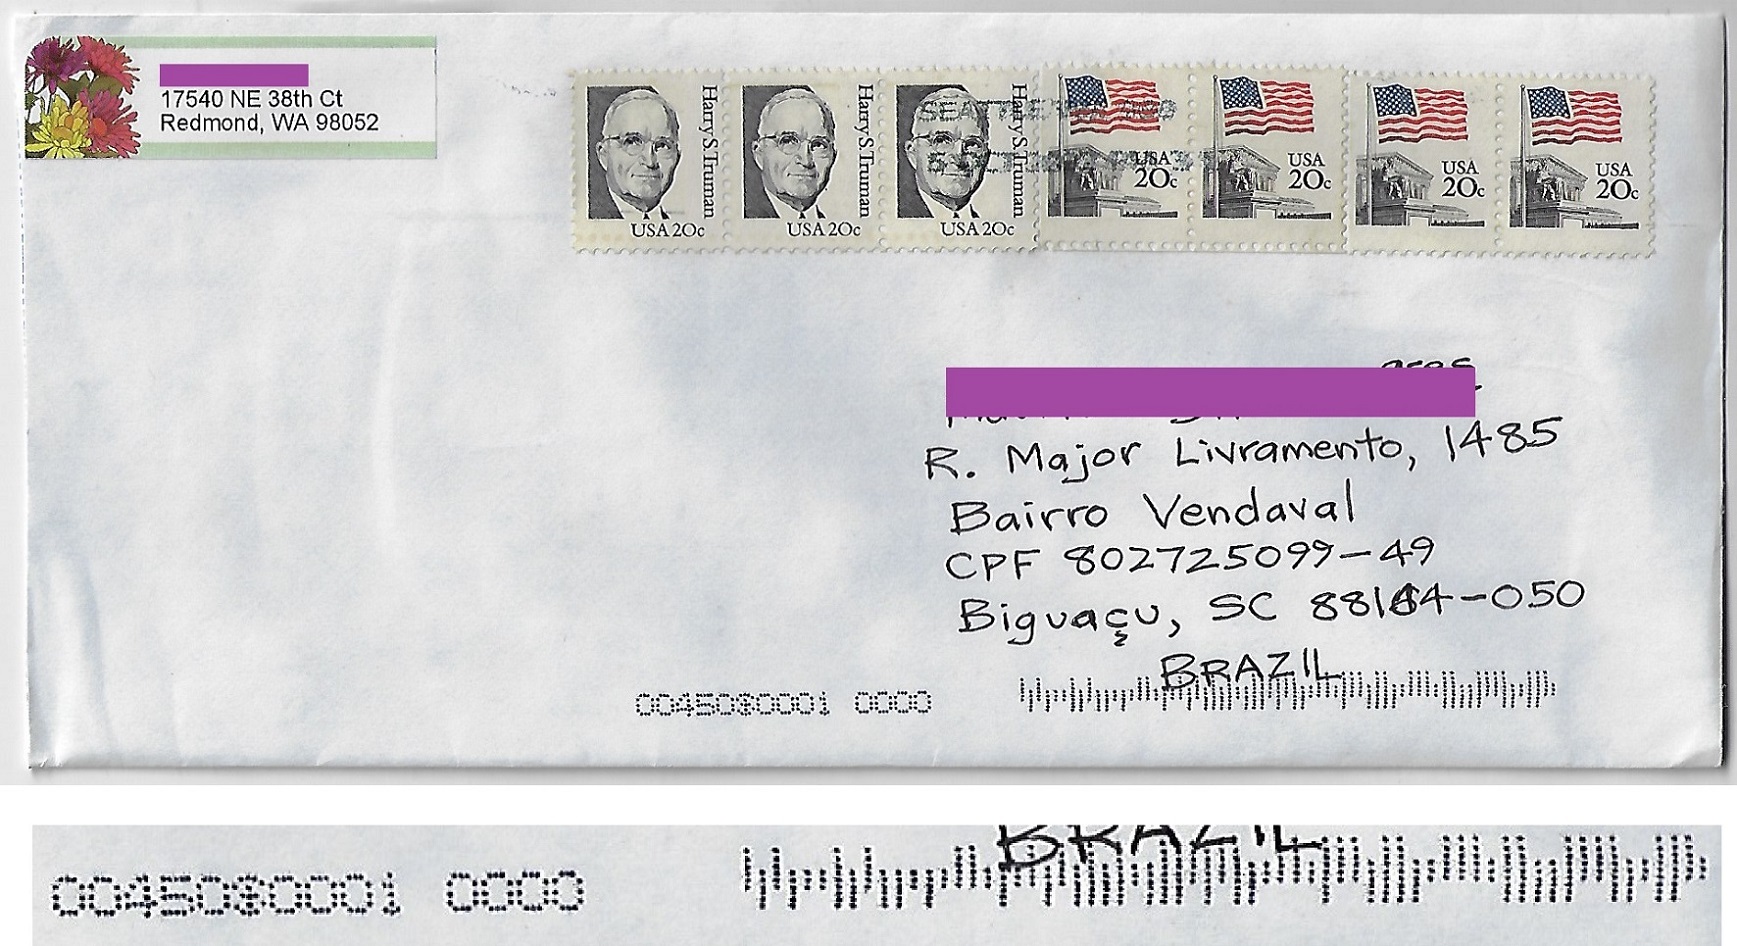 17540 NE 38th Ct
Redmond, WA 98052
Harry S. Truman
USA 20c
Harry S. Truman
USA 20c
Harry S. Truman
USA 20c
SEATTLE
USA
20c
USA
20c
USA
20c
USA
20c
R. Major Livramento, 1485
Bairro Vendaval
CPF 802725099-49
Biguaçu, SC 88164-050
BRAZIL
0045080001 0000
BRAZIL
0045080001 0000